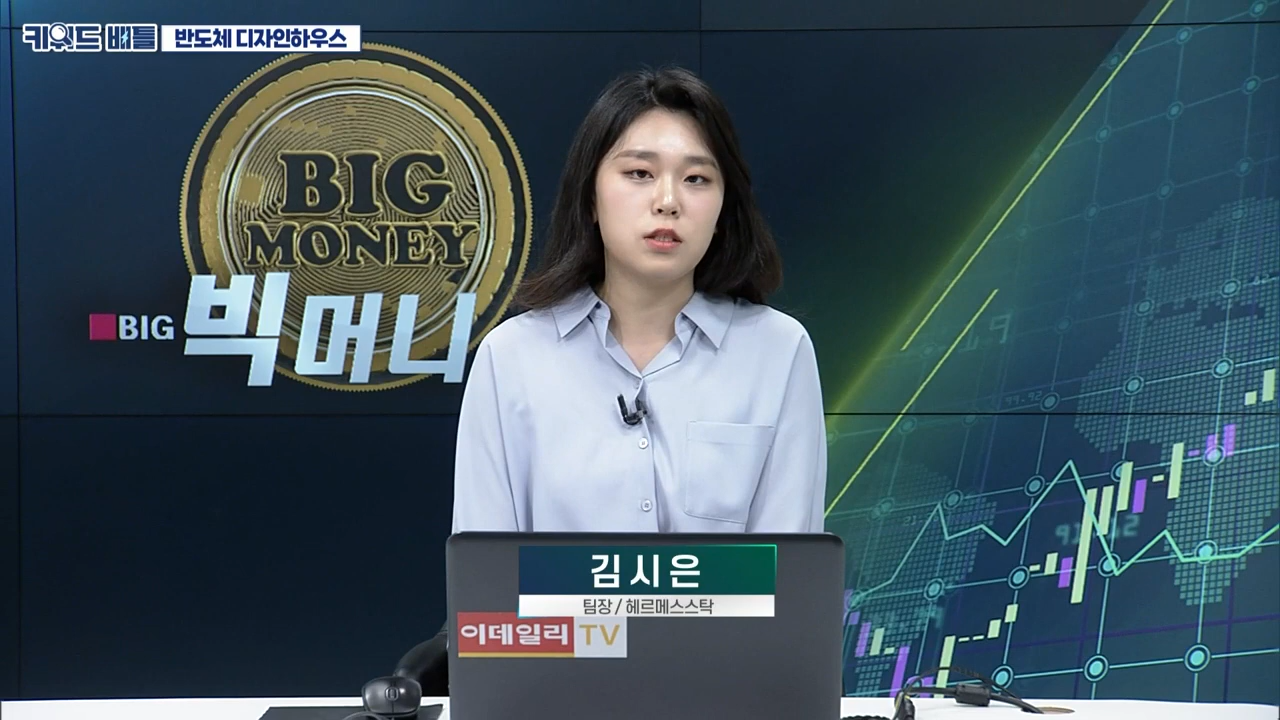 키워드 배틀 반도체 디자인하우스
BIG
MONEY
BIG 빅머니
김시은
팀장 / 헤르메스스탁
이데일리 TV